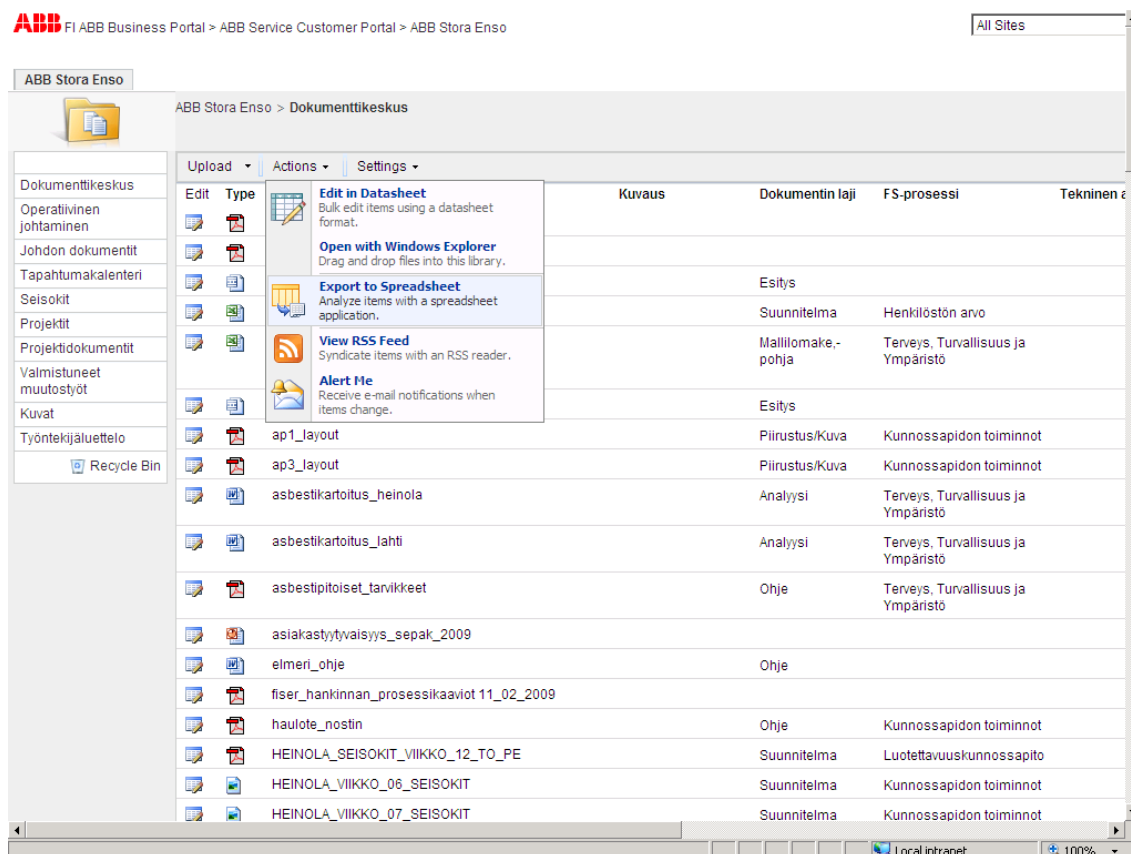 ABB FI ABB Business Portal > ABB Service Customer Portal > ABB Stora Enso
All Sites
ABB Stora Enso
ABB Stora Enso > Dokumenttikeskus
Upload Actions Settings
Dokumenttikeskus
Operatiivinen
johtaminen
Johdon dokumentit
Tapahtumakalenteri
Seisokit
Projektit
Projektidokumentit
Valmistuneet
muutostyöt
Kuvat
Työntekijäluettelo
Recycle Bin
Edit Type Kuvaus Dokumentin laji FS-prosessi Tekninen a
Edit in Datasheet
Bulk edit items using a datasheet
format.
Open with Windows Explorer
Drag and drop files into this library.
Export to Spreadsheet
Analyze items with a spreadsheet
application.
View RSS Feed
Syndicate items with an RSS reader.
Alert Me
Receive e-mail notifications when
items change.
Esitys
Suunnitelma Henkilöstön arvo
Mallilomake,- Terveys, Turvallisuus ja
pohja Ympäristö
Esitys
ap1_layout Piirustus/Kuva Kunnossapidon toiminnot
ap3_layout Piirustus/Kuva Kunnossapidon toiminnot
asbestikartoitus_heinola Analyysi Terveys, Turvallisuus ja
Ympäristö
asbestikartoitus_lahti Analyysi Terveys, Turvallisuus ja
Ympäristö
asbestipitoiset_tarvikkeet Ohje Terveys, Turvallisuus ja
Ympäristö
asiakastyytyvaisyys_sepak_2009
elmeri_ohje Ohje
fiser_hankinnan_prosessikaaviot 11_02_2009
haulote_nostin Ohje Kunnossapidon toiminnot
HEINOLA_SEISOKIT_VIIKKO_12_TO_PE Suunnitelma Luotettavuuskunnossapito
HEINOLA_VIIKKO_06_SEISOKIT Suunnitelma Kunnossapidon toiminnot
HEINOLA_VIIKKO_07_SEISOKIT Suunnitelma Kunnossapidon toiminnot
Local intranet 100%